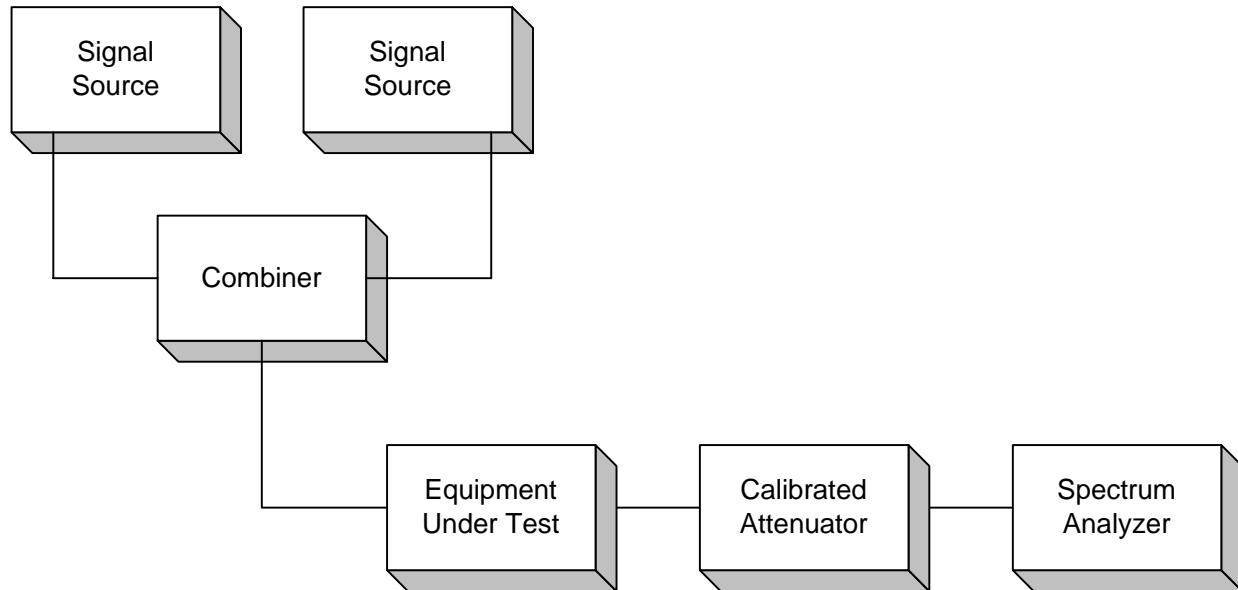 Signal
Source
Signal
Source
Combiner
Equipment
Under Test
Calibrated
Attenuator
Spectrum
Analyzer